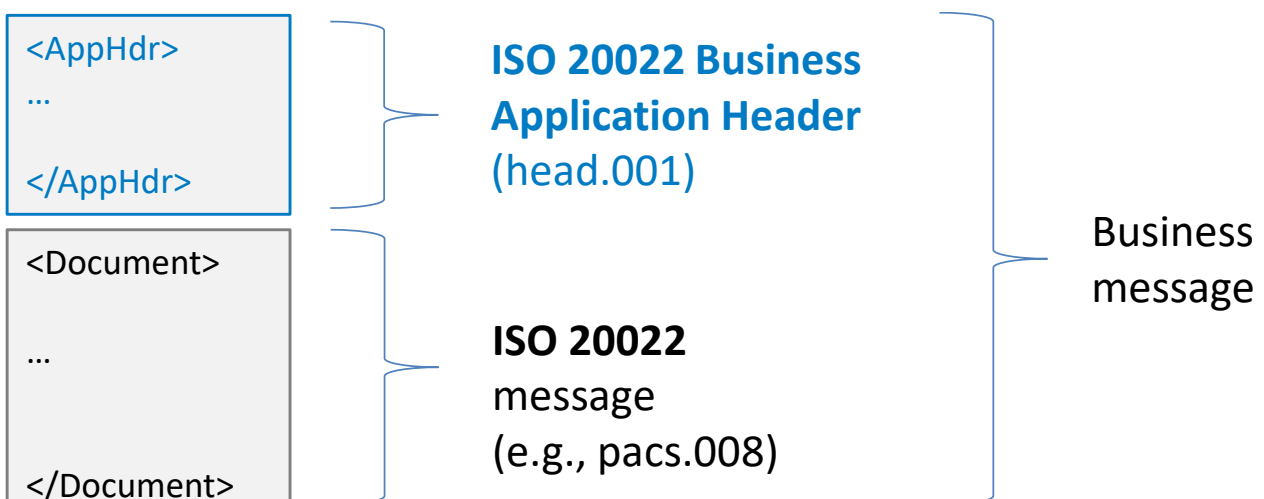 <AppHdr>
…
</AppHdr>
ISO 20022 Business
Application Header
(head.001)
<Document>
…
</Document>
ISO 20022
message
(e.g., pacs.008)
Business
message